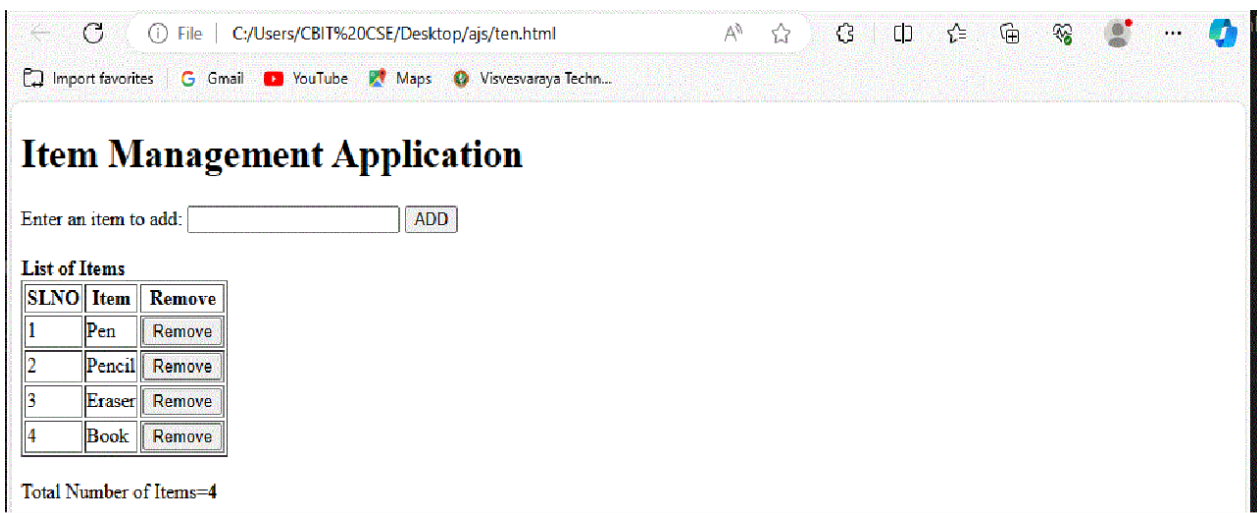 File C:/Users/CBIT%20CSE/Desktop/ajs/ten.html
Import favorites G Gmail YouTube Maps Visvesvaraya Techn...
Item Management Application
Enter an item to add: ADD
List of Items
SLNO Item Remove
1 Pen Remove
2 Pencil Remove
3 Eraser Remove
4 Book Remove
Total Number of Items=4